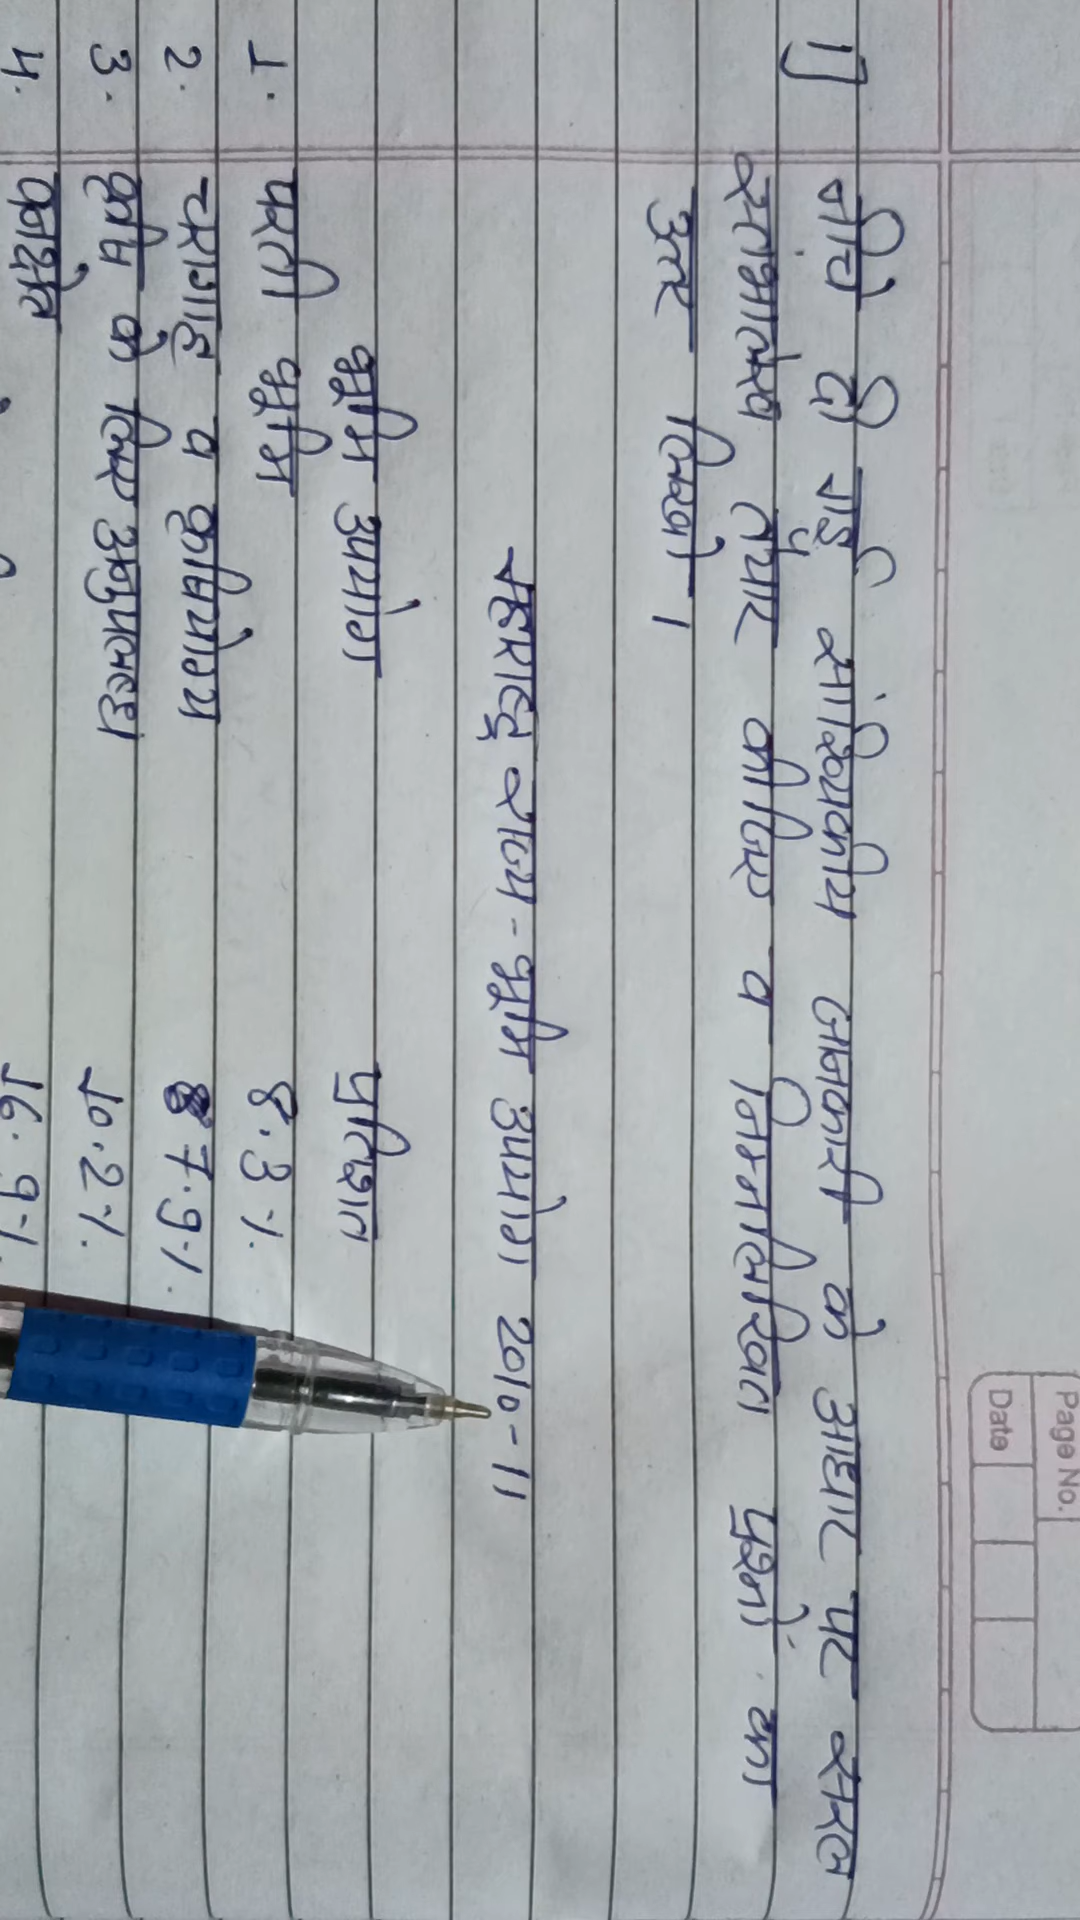 Page No.
Date
1] नीचे दी गई सांख्यिकीय जानकारी के आधार पर सरल
स्तंभालेख तैयार कीजिए व निम्नलिखित प्रश्नों का
उत्तर लिखो।
महाराष्ट्र राज्य - भूमि उपयोग 2010-11
भूमि उपयोग प्रतिशत
1. परती भूमि 8.3%.
2. चरागाह व कृषियोग्य 7.9%.
3. कृषि के लिए अनुपलब्ध 10.2%.
4. वनक्षेत्र 16.9%.